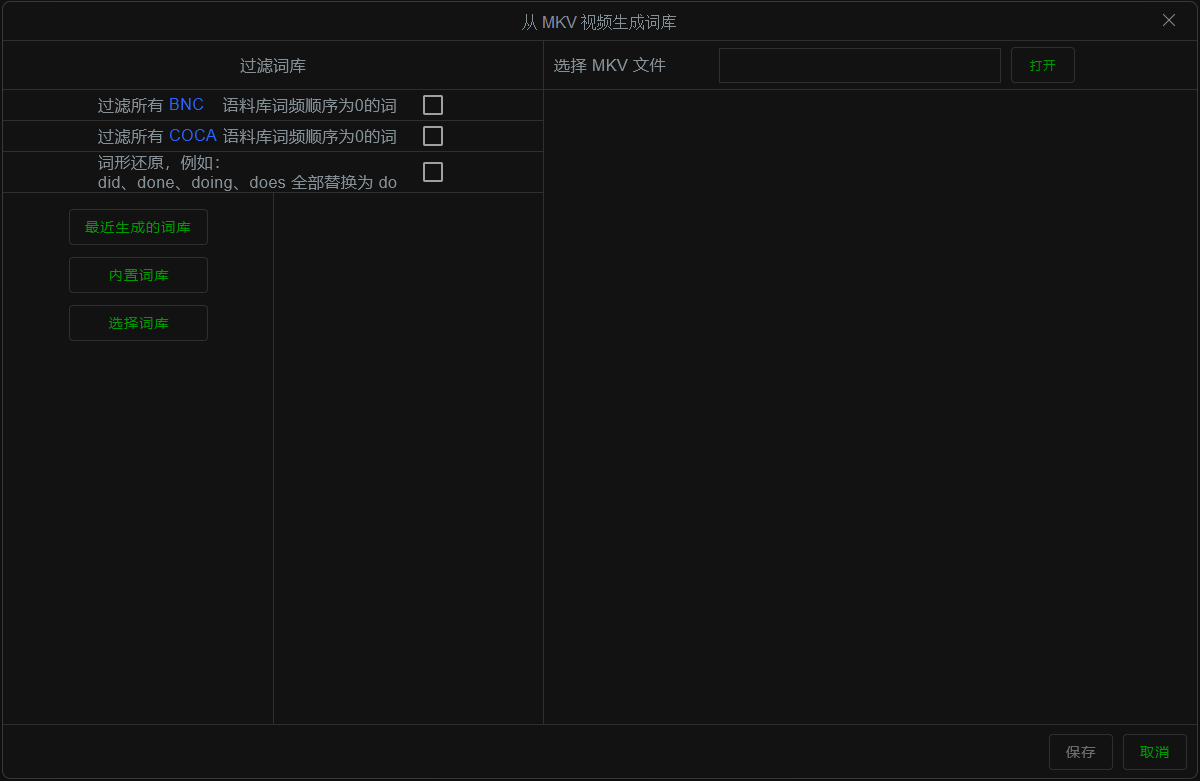 从 MKV 视频生成词库
过滤词库
选择 MKV 文件
打开
过滤所有 BNC 语料库词频顺序为0的词
过滤所有 COCA 语料库词频顺序为0的词
词形还原，例如：
did、done、doing、does 全部替换为 do
最近生成的词库
内置词库
选择词库
保存
取消